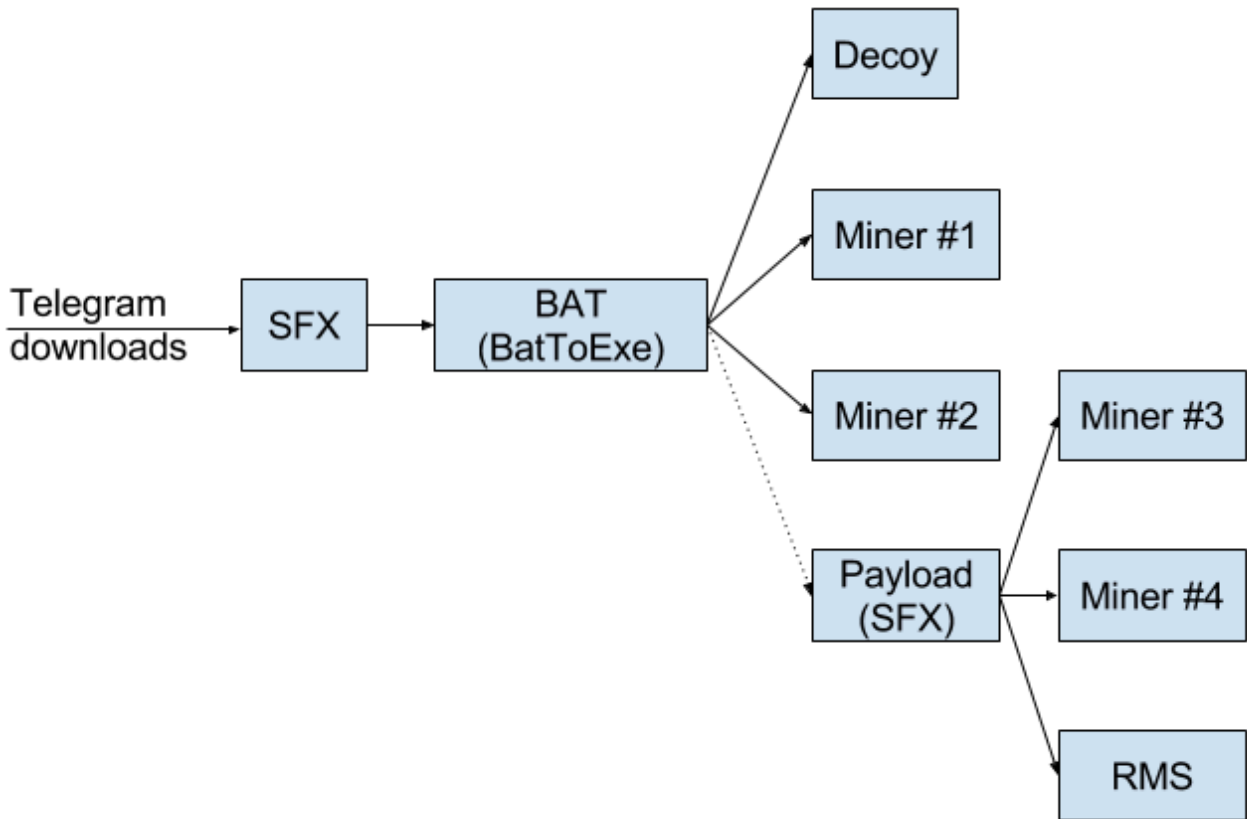 Decoy
Miner #1
Telegram
downloads
SFX
BAT
(BatToExe)
Miner #2
Miner #3
Payload
(SFX)
Miner #4
RMS